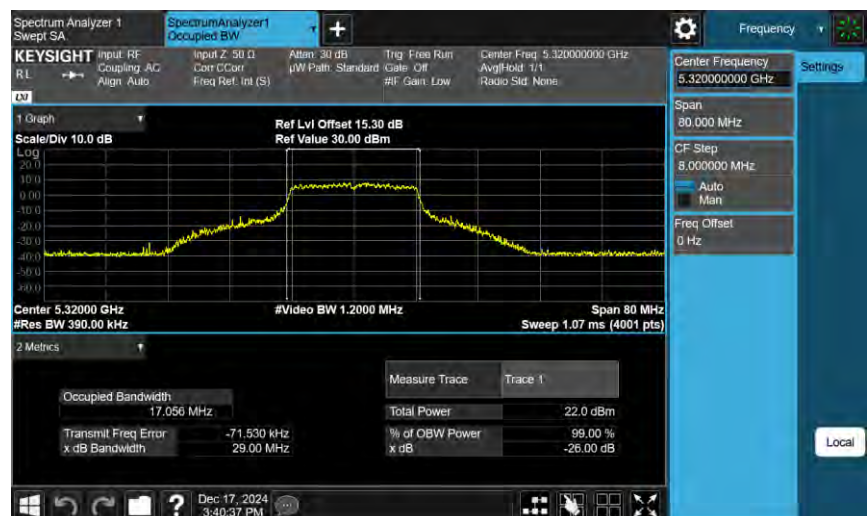 Spectrum Analyzer 1
Swept SA
SpectrumAnalyzer1
Occupied BW
Frequency
KEYSIGHT
RL
LXI
Input: RF
Coupling: AC
Align: Auto
Input Z: 50 Ω
Corr CCorr
Freq Ref: Int (S)
Atten: 30 dB
µW Path: Standard
Trig: Free Run
Gate: Off
#IF Gain: Low
Center Freq: 5.320000000 GHz
Avg|Hold: 1/1
Radio Std: None
Center Frequency
5.320000000 GHz
Settings
Span
80.000 MHz
CF Step
8.000000 MHz
Auto
Man
Freq Offset
0 Hz
1 Graph
Scale/Div 10.0 dB
Ref Lvl Offset 15.30 dB
Ref Value 30.00 dBm
Log
20.0
10.0
0.00
-10.0
-20.0
-30.0
-40.0
-50.0
-60.0
Center 5.32000 GHz
#Res BW 390.00 kHz
#Video BW 1.2000 MHz
Span 80 MHz
Sweep 1.07 ms (4001 pts)
2 Metrics
Measure Trace Trace 1
Occupied Bandwidth
17.056 MHz
Total Power 22.0 dBm
Transmit Freq Error -71.530 kHz
% of OBW Power 99.00 %
x dB Bandwidth 29.00 MHz
x dB -26.00 dB
Local
?
Dec 17, 2024
3:40:37 PM